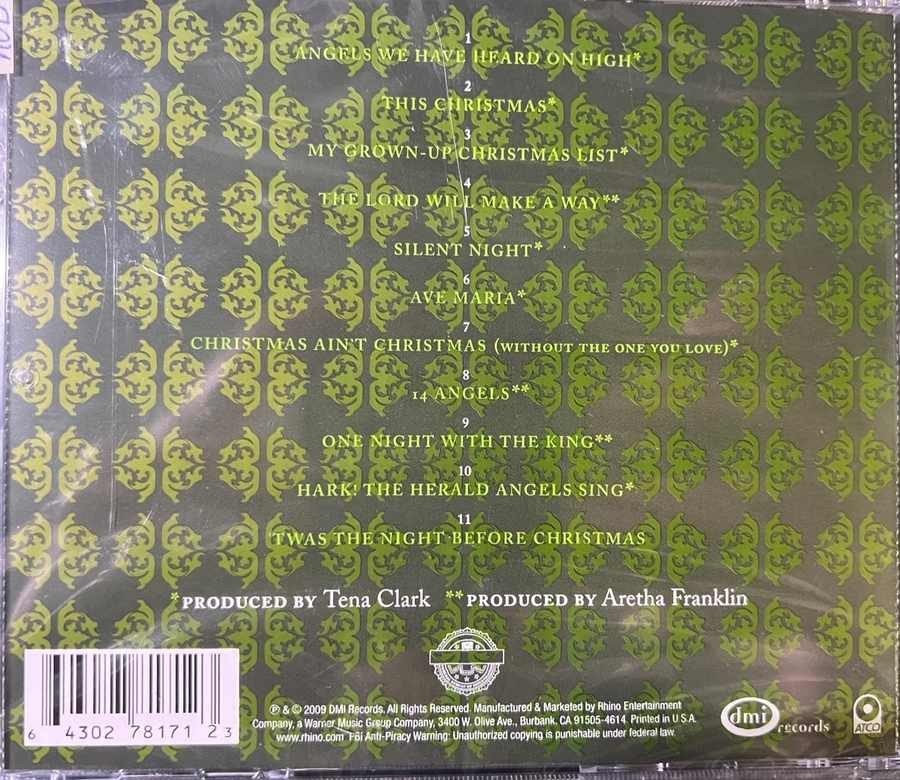 1
ANGELS WE HAVE HEARD ON HIGH*
2
THIS CHRISTMAS*
3
MY GROWN-UP CHRISTMAS LIST*
4
THE LORD WILL MAKE A WAY**
5
SILENT NIGHT*
6
AVE MARIA*
7
CHRISTMAS AIN'T CHRISTMAS (WITHOUT THE ONE YOU LOVE)*
8
14 ANGELS**
9
ONE NIGHT WITH THE KING**
10
HARK! THE HERALD ANGELS SING*
11
'TWAS THE NIGHT BEFORE CHRISTMAS
*PRODUCED BY Tena Clark **PRODUCED BY Aretha Franklin
℗ & © 2009 DMI Records. All Rights Reserved. Manufactured & Marketed by Rhino Entertainment
Company, a Warner Music Group Company, 3400 W. Olive Ave., Burbank, CA 91505-4614. Printed in U.S.A.
www.rhino.com FBI Anti-Piracy Warning: Unauthorized copying is punishable under federal law.
6 43027 81712 3
dmi records
ATCO